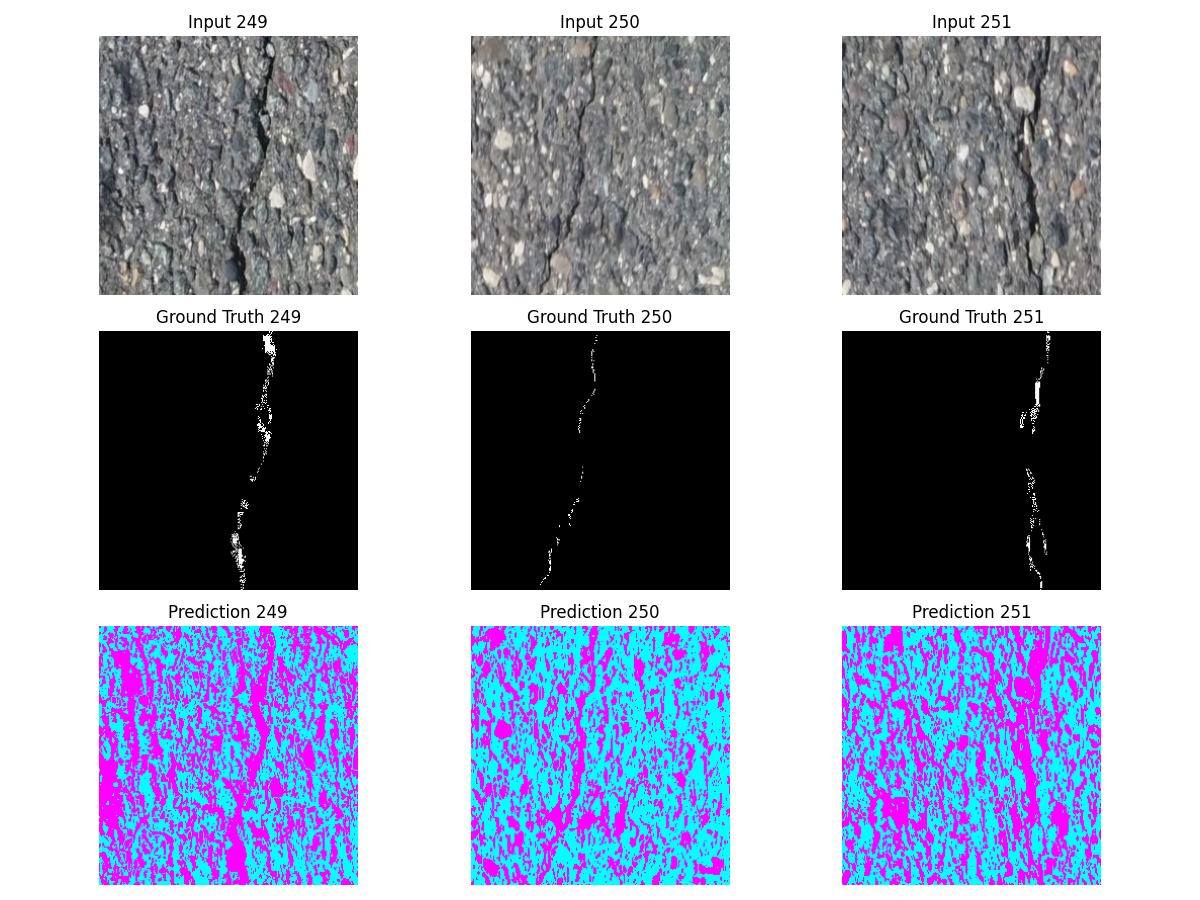 Input 249
Input 250
Input 251
Ground Truth 249
Ground Truth 250
Ground Truth 251
Prediction 249
Prediction 250
Prediction 251